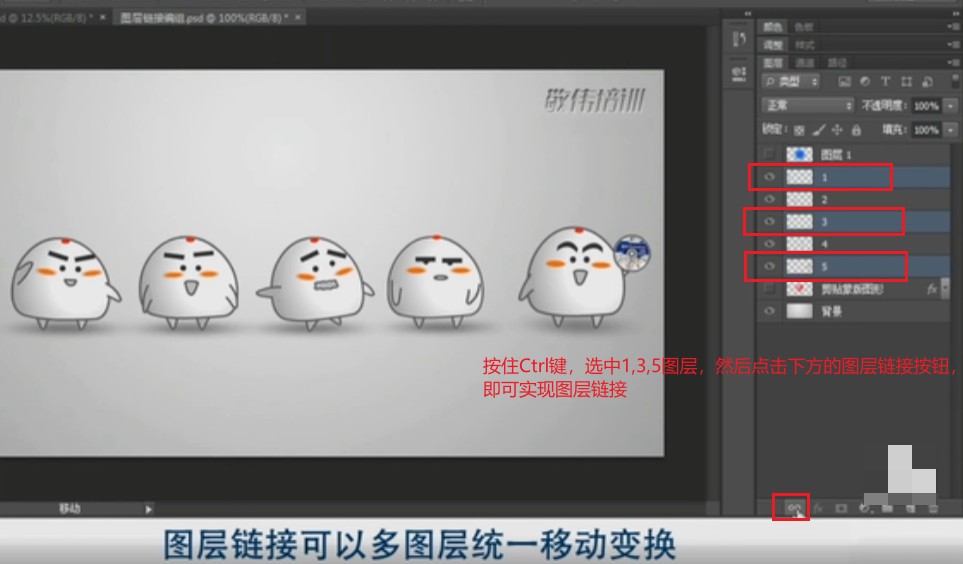 d @ 12.5%(RGB/8) * ×
图层链接编组.psd @ 100%(RGB/8) * ×
颜色 色板
调整 样式
图层 通道 路径
类型
正常 不透明度: 100%
锁定: 填充: 100%
敬伟培训
图层 1
1
2
3
4
5
剪贴蒙版图形 fx
背景
按住Ctrl键，选中1,3,5图层，然后点击下方的图层链接按钮，
即可实现图层链接
移动
fx
图层链接可以多图层统一移动变换